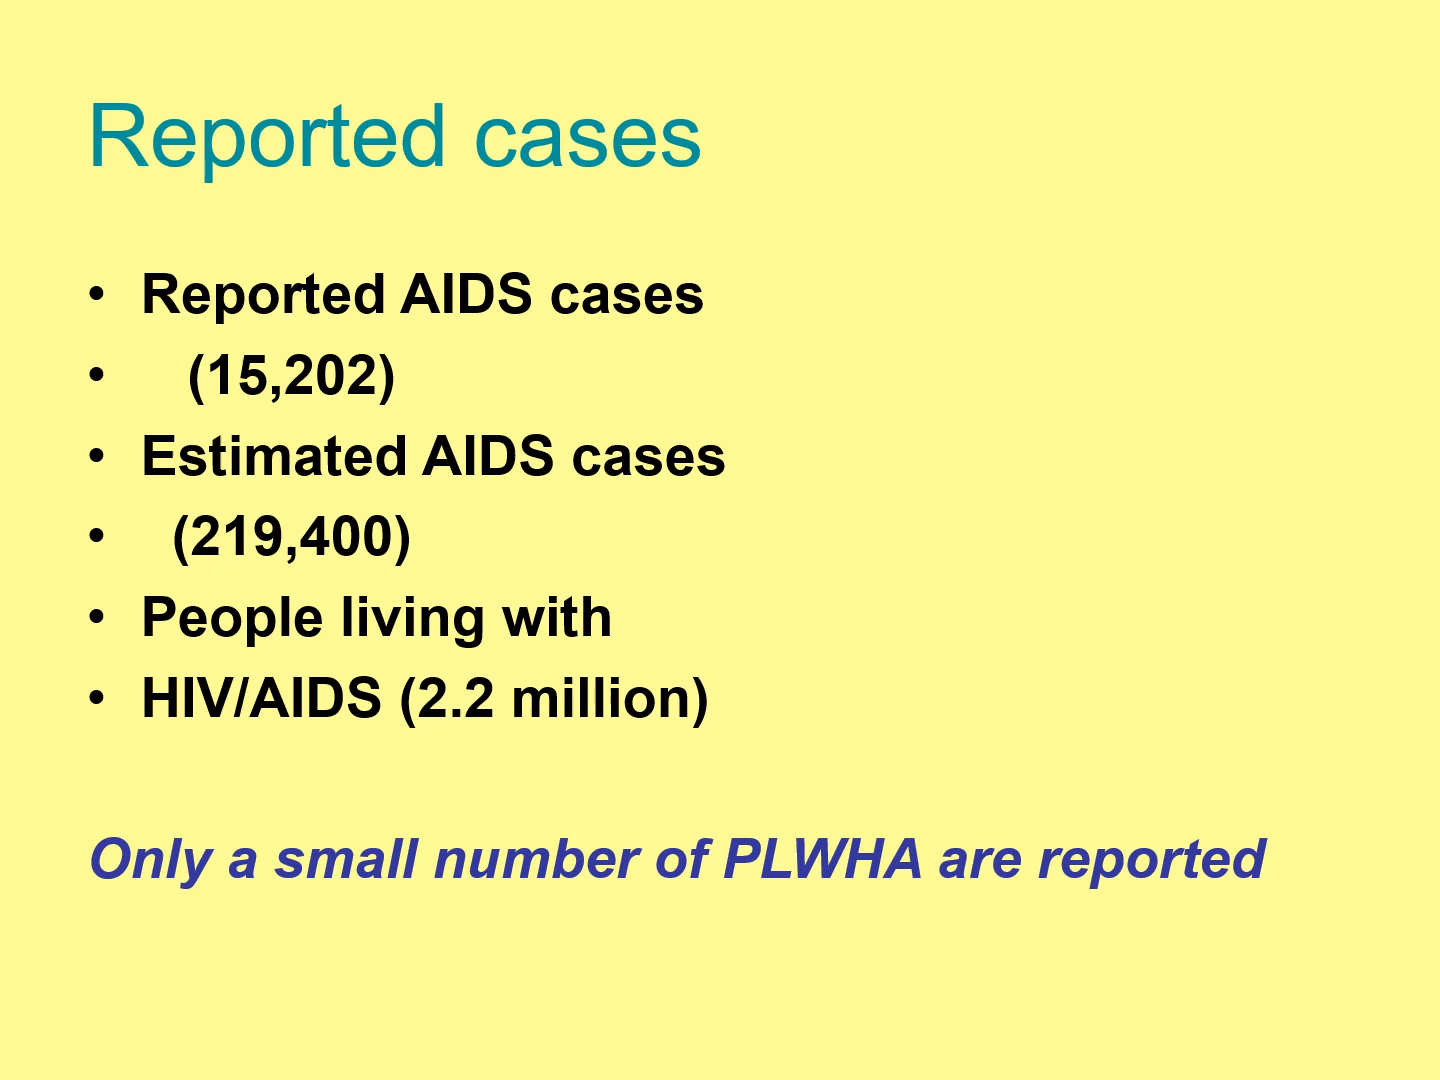 Reported cases
• Reported AIDS cases
• (15,202)
• Estimated AIDS cases
• (219,400)
• People living with
• HIV/AIDS (2.2 million)
Only a small number of PLWHA are reported